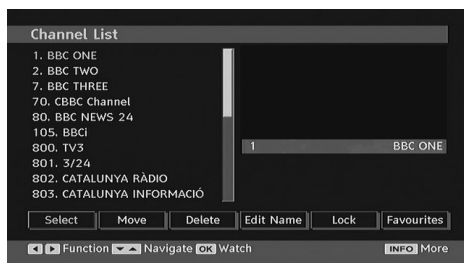 Channel List
1. BBC ONE
2. BBC TWO
7. BBC THREE
70. CBBC Channel
80. BBC NEWS 24
105. BBCi
800. TV3
801. 3/24
802. CATALUNYA RÀDIO
803. CATALUNYA INFORMACIÓ
1 BBC ONE
Select Move Delete Edit Name Lock Favourites
Function Navigate OK Watch INFO More